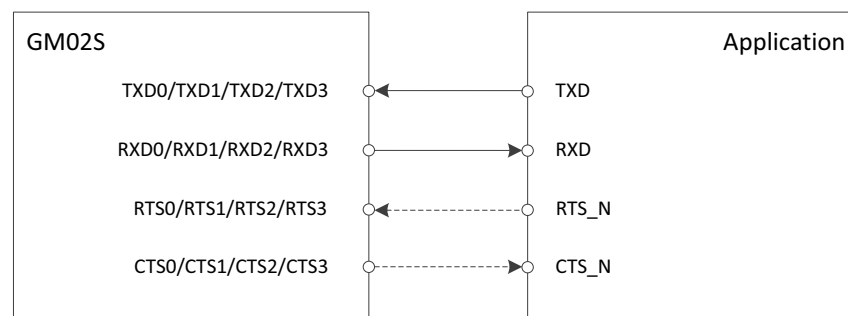 GM02S
Application
TXD0/TXD1/TXD2/TXD3
TXD
RXD0/RXD1/RXD2/RXD3
RXD
RTS0/RTS1/RTS2/RTS3
RTS_N
CTS0/CTS1/CTS2/CTS3
CTS_N